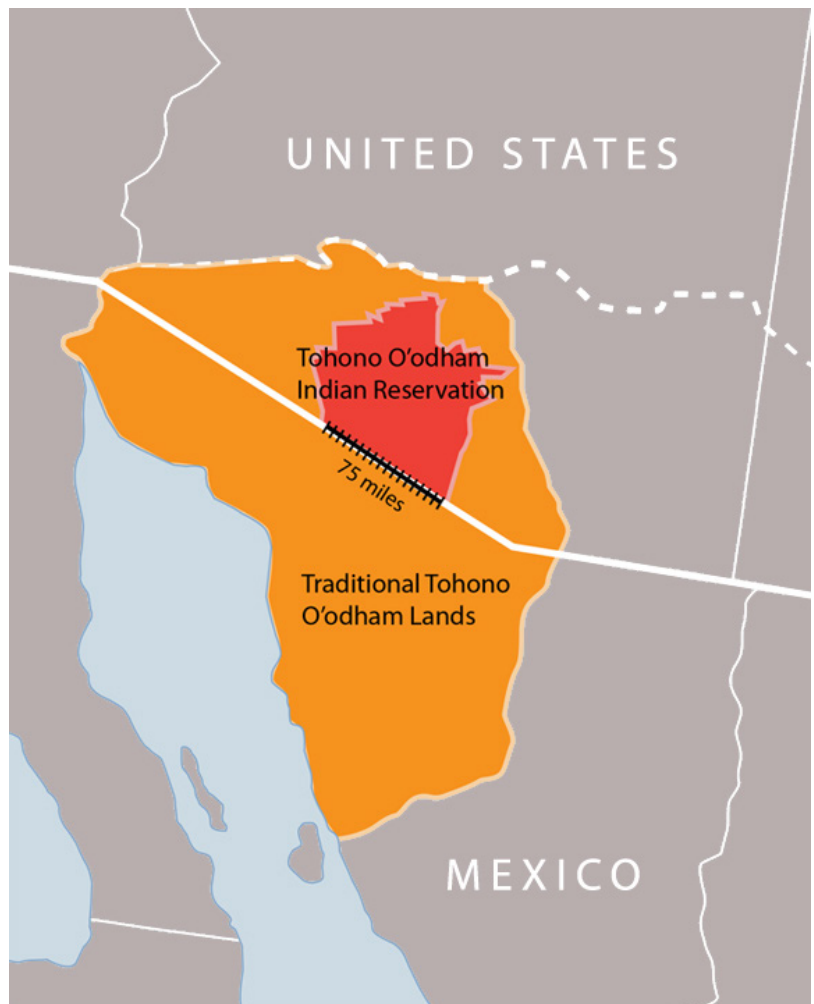 UNITED STATES
Tohono O'odham
Indian Reservation
75 miles
Traditional Tohono
O'odham Lands
MEXICO